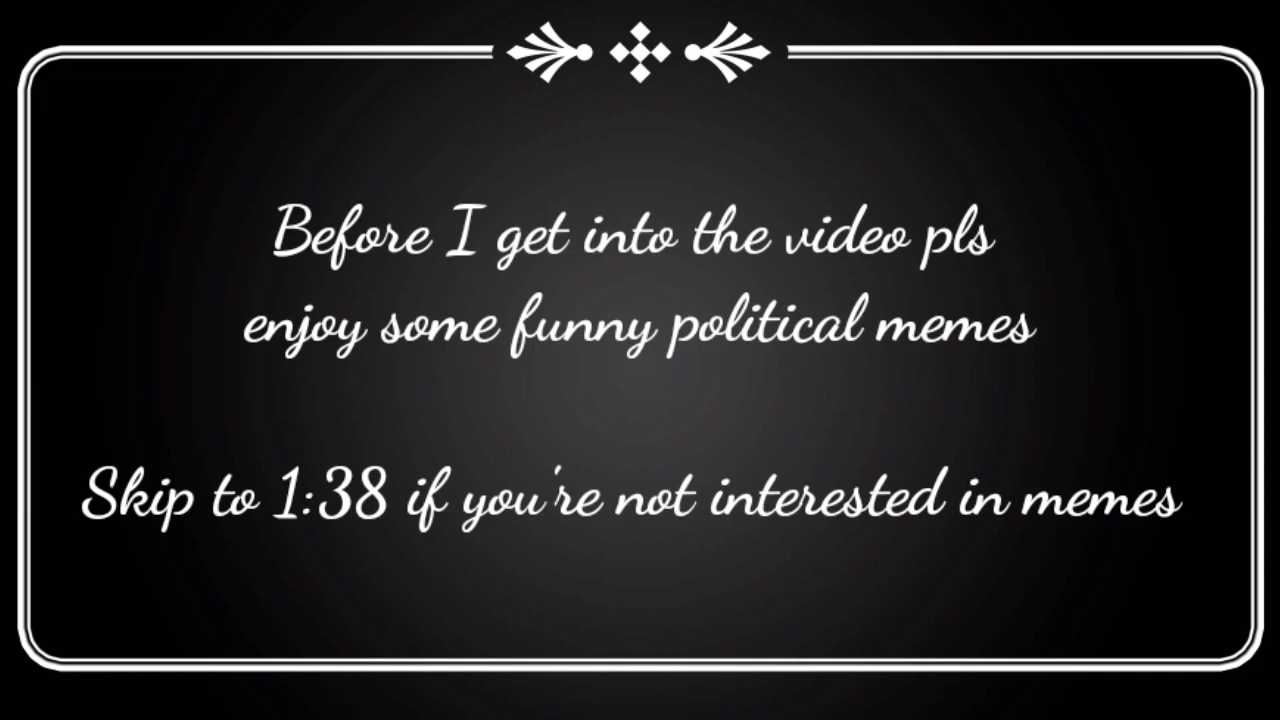 Before I get into the video pls
enjoy some funny political memes
Skip to 1:38 if you're not interested in memes